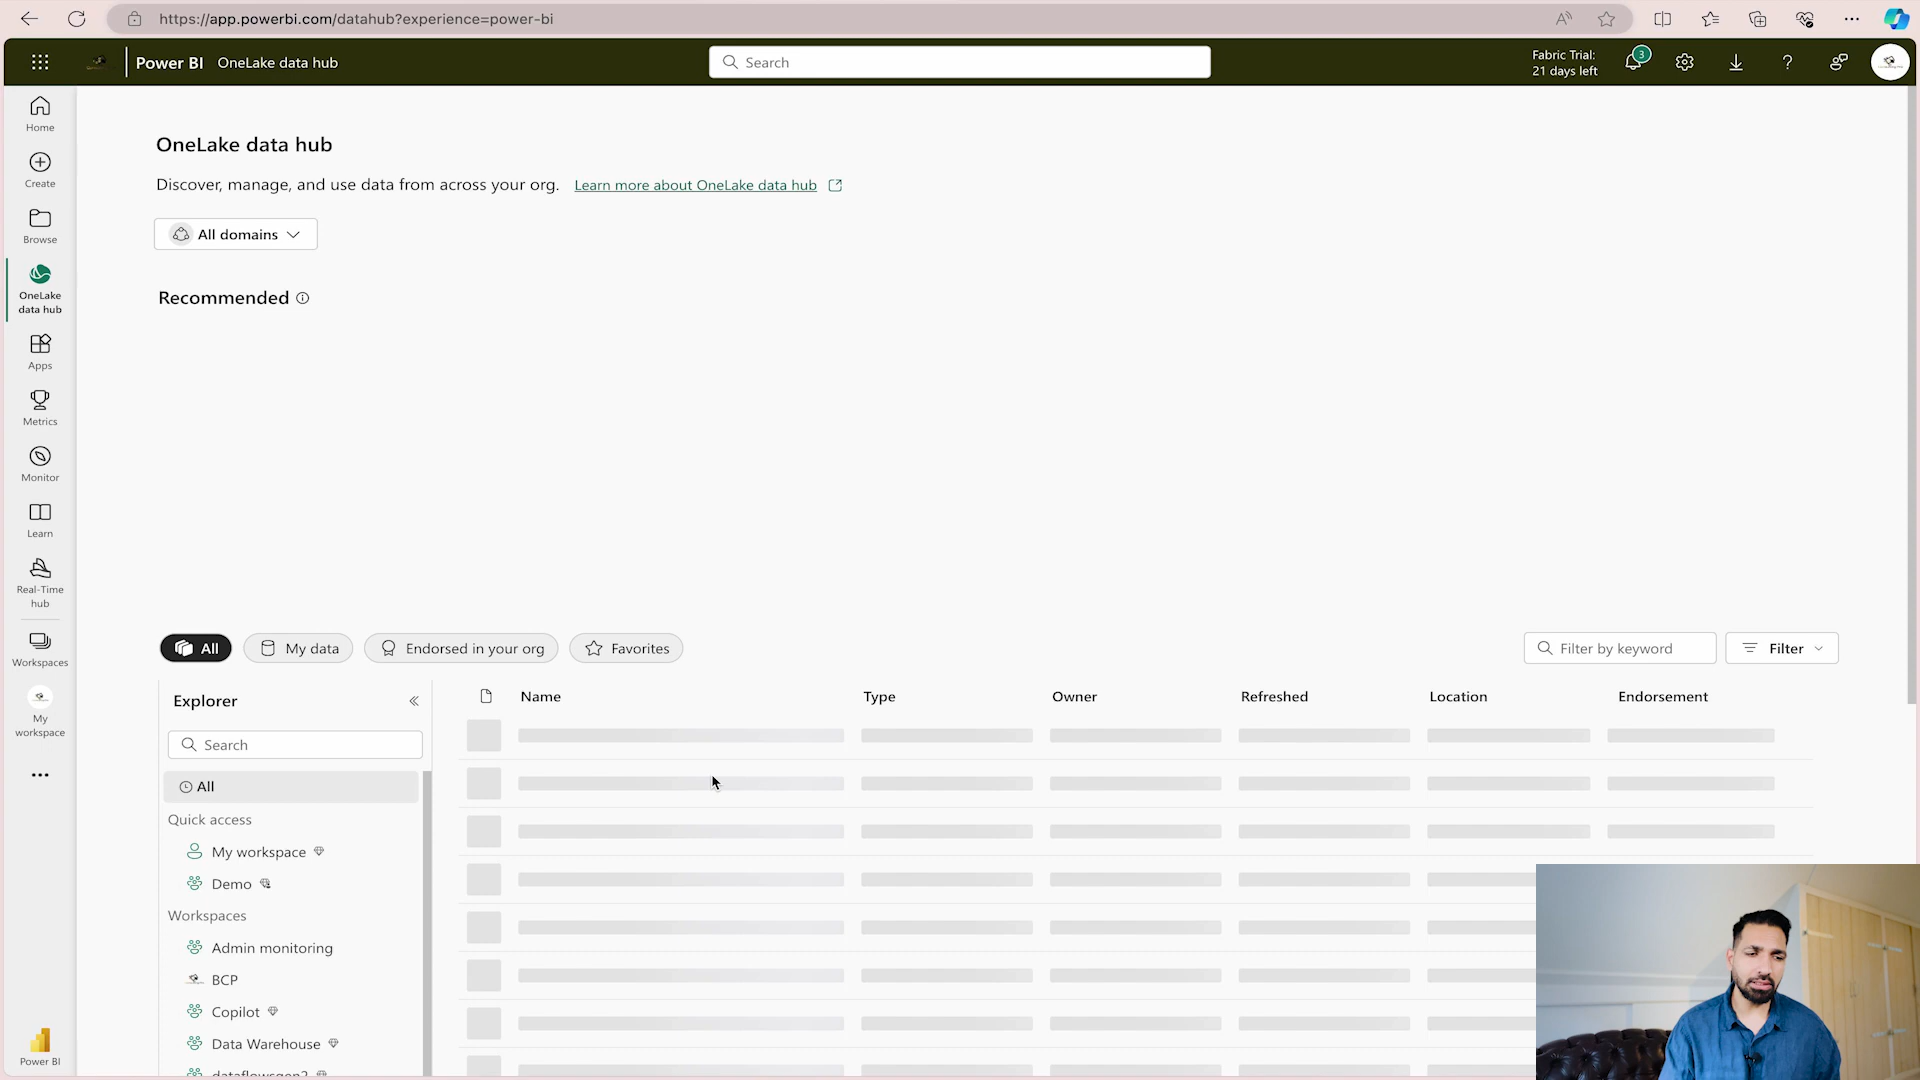 https://app.powerbi.com/datahub?experience=power-bi
Power BI OneLake data hub
Search
Fabric Trial:
21 days left
3
Home
Create
Browse
OneLake
data hub
Apps
Metrics
Monitor
Learn
Real-Time
hub
Workspaces
My
workspace
Power BI
OneLake data hub
Discover, manage, and use data from across your org. Learn more about OneLake data hub
All domains
Recommended
All My data Endorsed in your org Favorites
Filter by keyword Filter
Explorer
Search
All
Quick access
My workspace
Demo
Workspaces
Admin monitoring
BCP
Copilot
Data Warehouse
dataflowsgen2
Name Type Owner Refreshed Location Endorsement